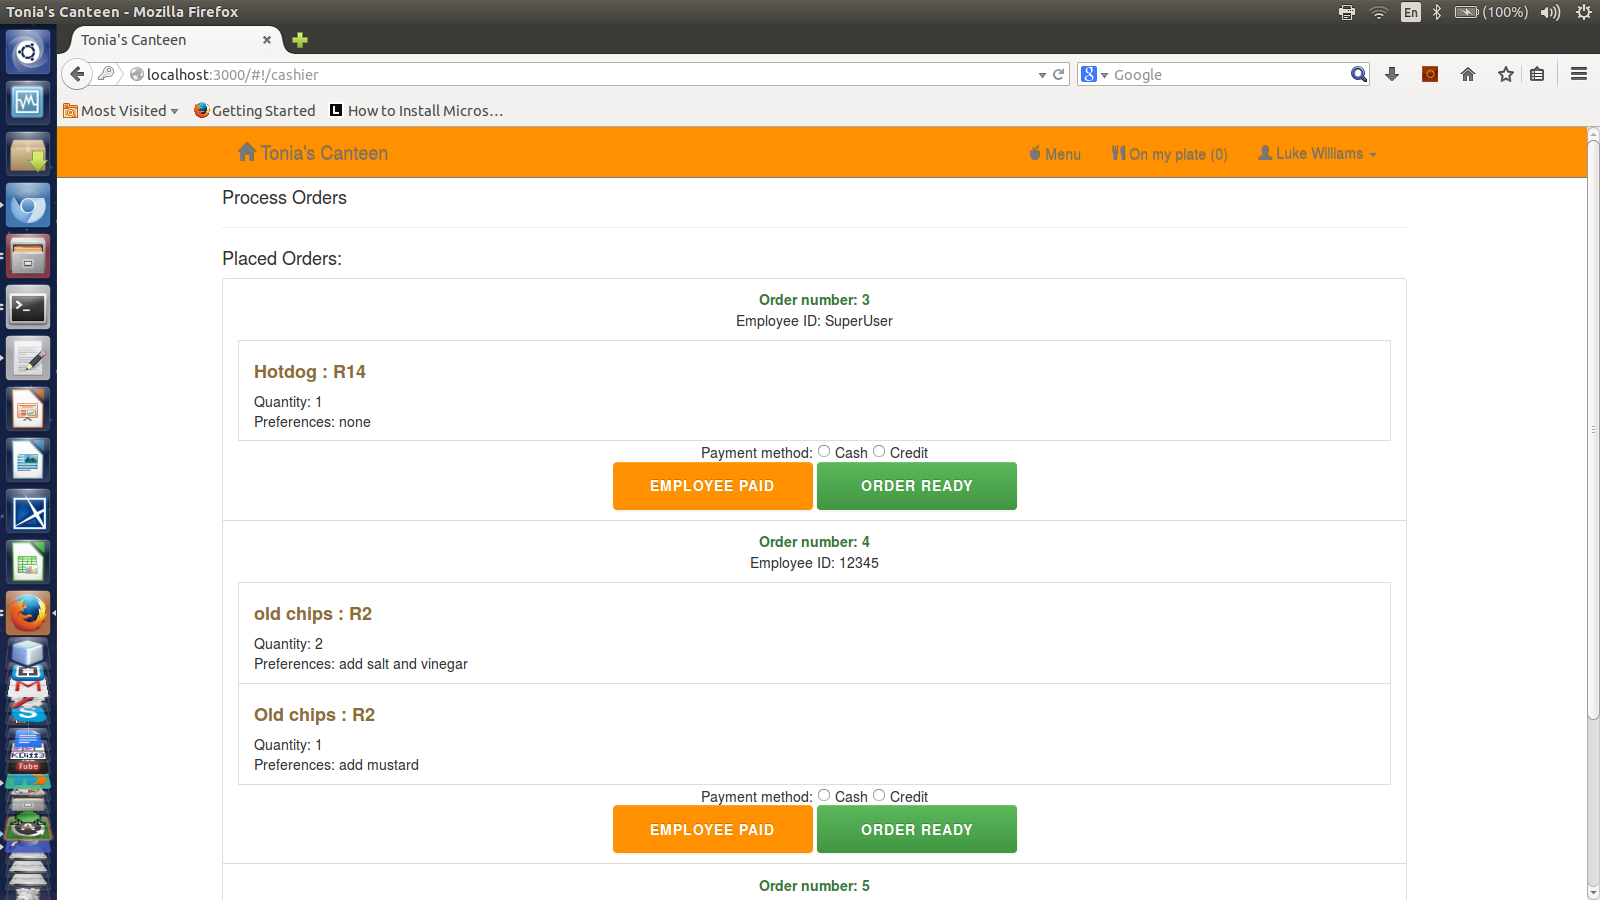 Tonia's Canteen - Mozilla Firefox
En
(100%)
Tonia's Canteen
localhost:3000/#!/cashier
Google
Most Visited
Getting Started
How to Install Micros...
Tonia's Canteen
Menu
On my plate (0)
Luke Williams
Process Orders
Placed Orders:
Order number: 3
Employee ID: SuperUser
Hotdog : R14
Quantity: 1
Preferences: none
Payment method: Cash Credit
EMPLOYEE PAID
ORDER READY
Order number: 4
Employee ID: 12345
old chips : R2
Quantity: 2
Preferences: add salt and vinegar
Old chips : R2
Quantity: 1
Preferences: add mustard
Payment method: Cash Credit
EMPLOYEE PAID
ORDER READY
Order number: 5
Tube